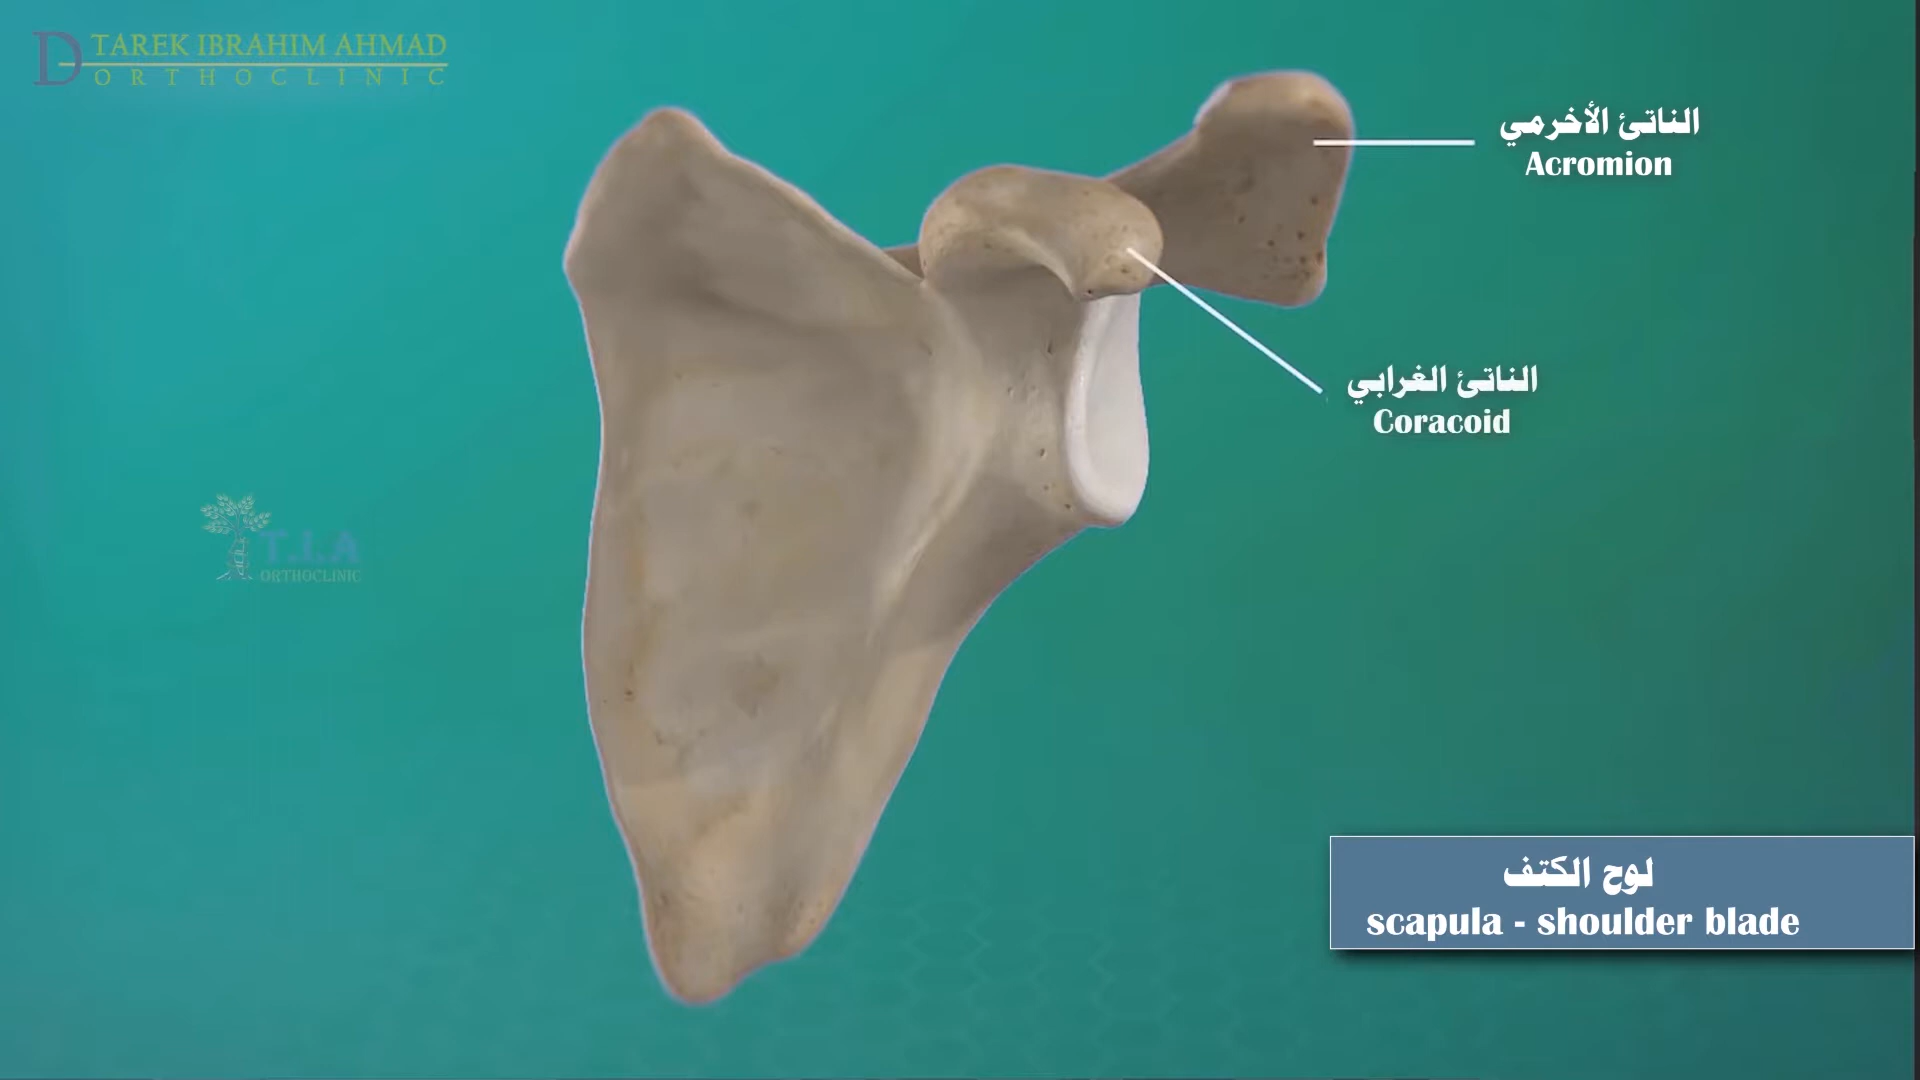 D TAREK IBRAHIM AHMAD
ORTHOCLINIC
الناتئ الأخرمي
Acromion
الناتئ الغرابي
Coracoid
T.I.A
ORTHOCLINIC
لوح الكتف
scapula - shoulder blade